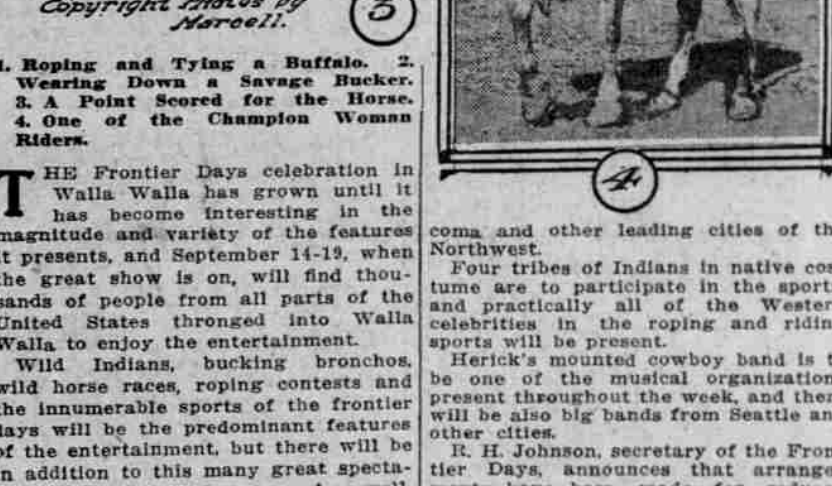 Copyright Photos by
Marcell.
3
1. Roping and Tying a Buffalo. 2.
Wearing Down a Savage Bucker.
3. A Point Scored for the Horse.
4. One of the Champion Woman
Riders.
THE Frontier Days celebration in
Walla Walla has grown until it
has become interesting in the
magnitude and variety of the features
it presents, and September 14-19, when
the great show is on, will find thou-
sands of people from all parts of the
United States thronged into Walla
Walla to enjoy the entertainment.
Wild Indians, bucking bronchos,
wild horse races, roping contests and
the innumerable sports of the frontier
days will be the predominant features
of the entertainment, but there will be
in addition to this many great specta-
4
coma and other leading cities of th
Northwest.
Four tribes of Indians in native cos
tume are to participate in the sport
and practically all of the Wester
celebrities in the roping and ridin
sports will be present.
Herick's mounted cowboy band is t
be one of the musical organization
present throughout the week, and ther
will be also big bands from Seattle an
other cities.
R. H. Johnson, secretary of the Fron
tier Days, announces that arrange